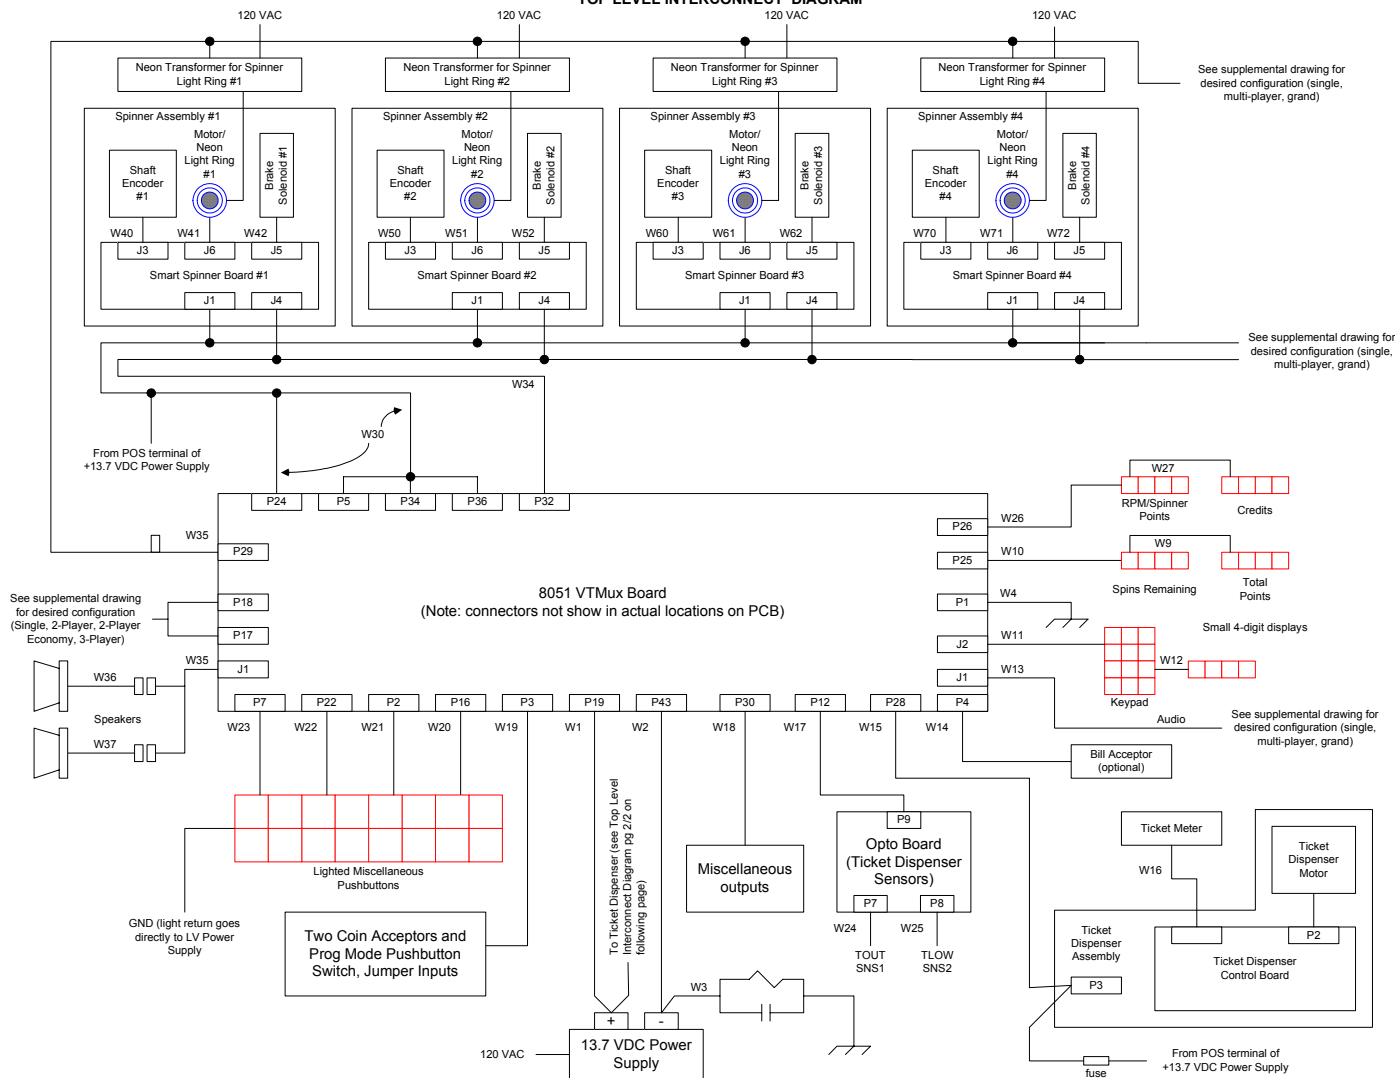 TOP LEVEL INTERCONNECT DIAGRAM
120 VAC
120 VAC
120 VAC
120 VAC
Neon Transformer for Spinner
Light Ring #1
Neon Transformer for Spinner
Light Ring #2
Neon Transformer for Spinner
Light Ring #3
Neon Transformer for Spinner
Light Ring #4
See supplemental drawing for
desired configuration (single,
multi-player, grand)
Spinner Assembly #1
Shaft
Encoder
#1
Motor/
Neon
Light Ring
#1
Brake
Solenoid #1
W40
W41
W42
J3
J6
J5
Smart Spinner Board #1
J1
J4
Spinner Assembly #2
Shaft
Encoder
#2
Motor/
Neon
Light Ring
#2
Brake
Solenoid #2
W50
W51
W52
J3
J6
J5
Smart Spinner Board #2
J1
J4
Spinner Assembly #3
Shaft
Encoder
#3
Motor/
Neon
Light Ring
#3
Brake
Solenoid #3
W60
W61
W62
J3
J6
J5
Smart Spinner Board #3
J1
J4
Spinner Assembly #4
Shaft
Encoder
#4
Motor/
Neon
Light Ring
#4
Brake
Solenoid #4
W70
W71
W72
J3
J6
J5
Smart Spinner Board #4
J1
J4
See supplemental drawing for
desired configuration (single,
multi-player, grand)
W34
W30
From POS terminal of
+13.7 VDC Power Supply
P24
P5
P34
P36
P32
W35
P29
See supplemental drawing
for desired configuration
(Single, 2-Player, 2-Player
Economy, 3-Player)
P18
P17
W35
J1
W36
Speakers
W37
8051 VTMux Board
(Note: connectors not show in actual locations on PCB)
P26
W26
W27
RPM/Spinner
Points
Credits
P25
W10
W9
Spins Remaining
Total
Points
P1
W4
Small 4-digit displays
J2
W11
W12
Keypad
J1
W13
Audio
See supplemental drawing for
desired configuration (single,
multi-player, grand)
P7
P22
P2
P16
P3
P19
P43
P30
P12
P28
P4
W23
W22
W21
W20
W19
W1
W2
W18
W17
W15
W14
Bill Acceptor
(optional)
Lighted Miscellaneous
Pushbuttons
GND (light return goes
directly to LV Power
Supply
Two Coin Acceptors and
Prog Mode Pushbutton
Switch, Jumper Inputs
To Ticket Dispenser (see Top Level
Interconnect Diagram pg 2/2 on
following page)
Miscellaneous
outputs
P9
Opto Board
(Ticket Dispenser
Sensors)
P7
P8
W24
W25
TOUT
SNS1
TLOW
SNS2
Ticket Meter
W16
Ticket
Dispenser
Motor
P2
Ticket
Dispenser
Assembly
Ticket Dispenser
Control Board
P3
W3
+
-
120 VAC
13.7 VDC Power
Supply
fuse
From POS terminal of
+13.7 VDC Power Supply